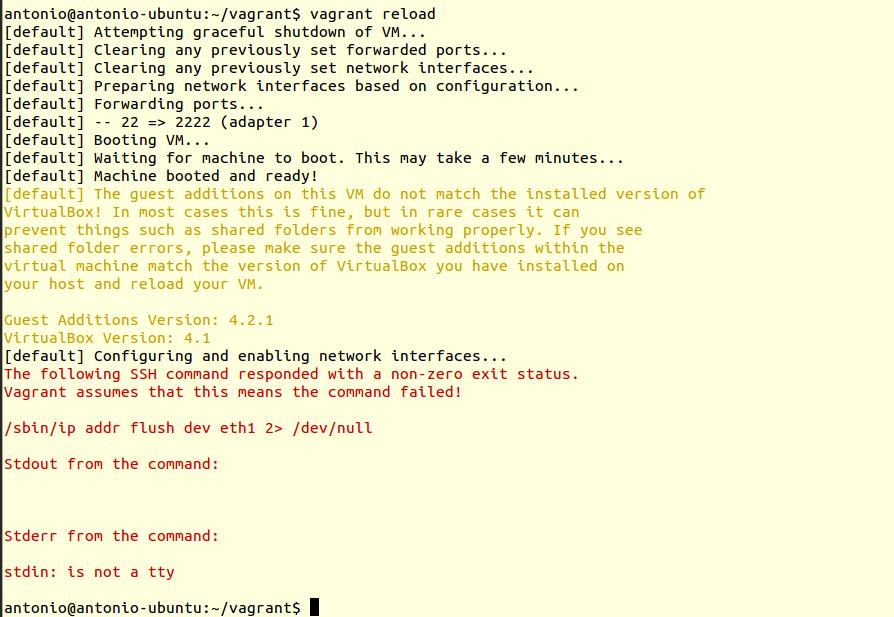 antonio@antonio-ubuntu:~/vagrant$ vagrant reload
[default] Attempting graceful shutdown of VM...
[default] Clearing any previously set forwarded ports...
[default] Clearing any previously set network interfaces...
[default] Preparing network interfaces based on configuration...
[default] Forwarding ports...
[default] -- 22 => 2222 (adapter 1)
[default] Booting VM...
[default] Waiting for machine to boot. This may take a few minutes...
[default] Machine booted and ready!
[default] The guest additions on this VM do not match the installed version of
VirtualBox! In most cases this is fine, but in rare cases it can
prevent things such as shared folders from working properly. If you see
shared folder errors, please make sure the guest additions within the
virtual machine match the version of VirtualBox you have installed on
your host and reload your VM.
Guest Additions Version: 4.2.1
VirtualBox Version: 4.1
[default] Configuring and enabling network interfaces...
The following SSH command responded with a non-zero exit status.
Vagrant assumes that this means the command failed!
/sbin/ip addr flush dev eth1 2> /dev/null
Stdout from the command:
Stderr from the command:
stdin: is not a tty
antonio@antonio-ubuntu:~/vagrant$